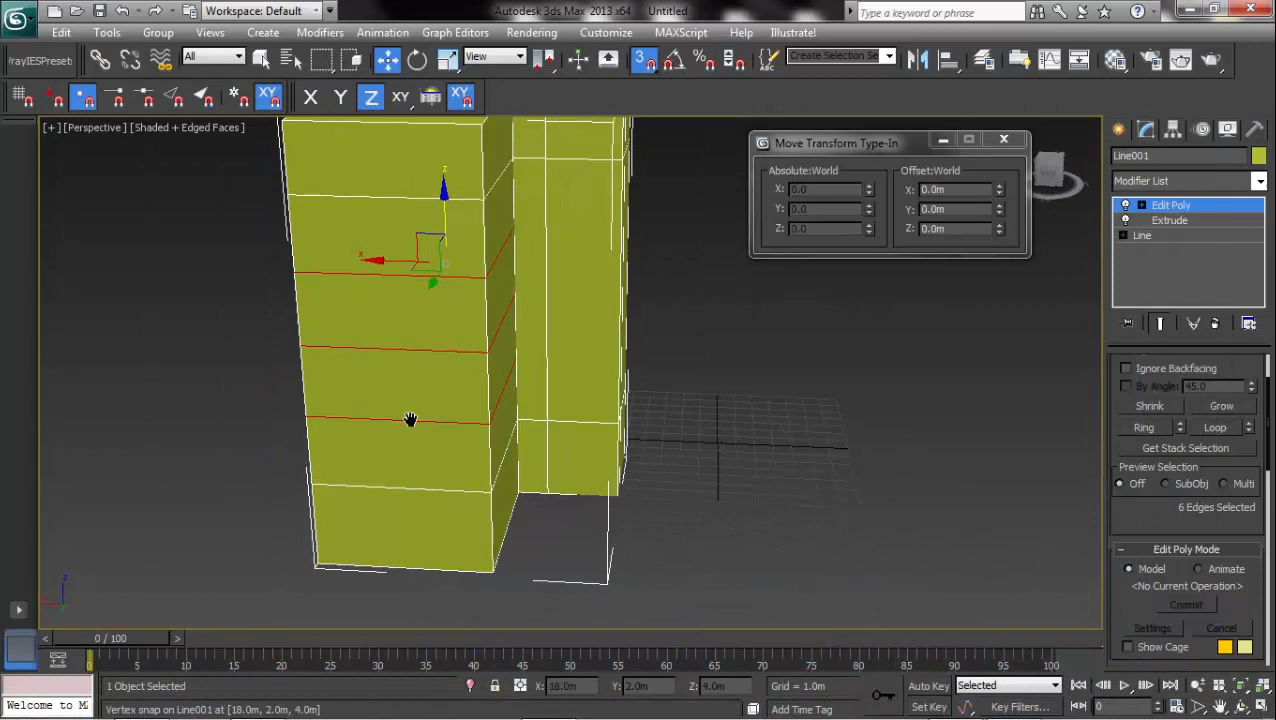 Workspace: Default
Autodesk 3ds Max 2013 x64 Untitled
Type a keyword or phrase
Edit Tools Group Views Create Modifiers Animation Graph Editors Rendering Customize MAXScript Help Illustrate!
rayIESPreset All View 3 Create Selection Se
X Y Z XY XY
[+] [Perspective] [Shaded + Edged Faces]
Move Transform Type-In
Absolute:World Offset:World
X: 0.0 X: 0.0m
Y: 0.0 Y: 0.0m
Z: 0.0 Z: 0.0m
z
x
Line001
Modifier List
Edit Poly
Extrude
Line
Ignore Backfacing
By Angle: 45.0
Shrink Grow
Ring Loop
Get Stack Selection
Preview Selection
Off SubObj Multi
6 Edges Selected
Edit Poly Mode
Model Animate
<No Current Operation>
Commit
Settings Cancel
Show Cage
z
0 / 100
0 5 10 15 20 25 30 35 40 45 50 55 60 65 70 75 80 85 90 95 100
1 Object Selected X: 18.0m Y: 2.0m Z: 4.0m Grid = 1.0m Auto Key Selected
Welcome to M Vertex snap on Line001 at [18.0m, 2.0m, 4.0m] Add Time Tag Set Key Key Filters... 0